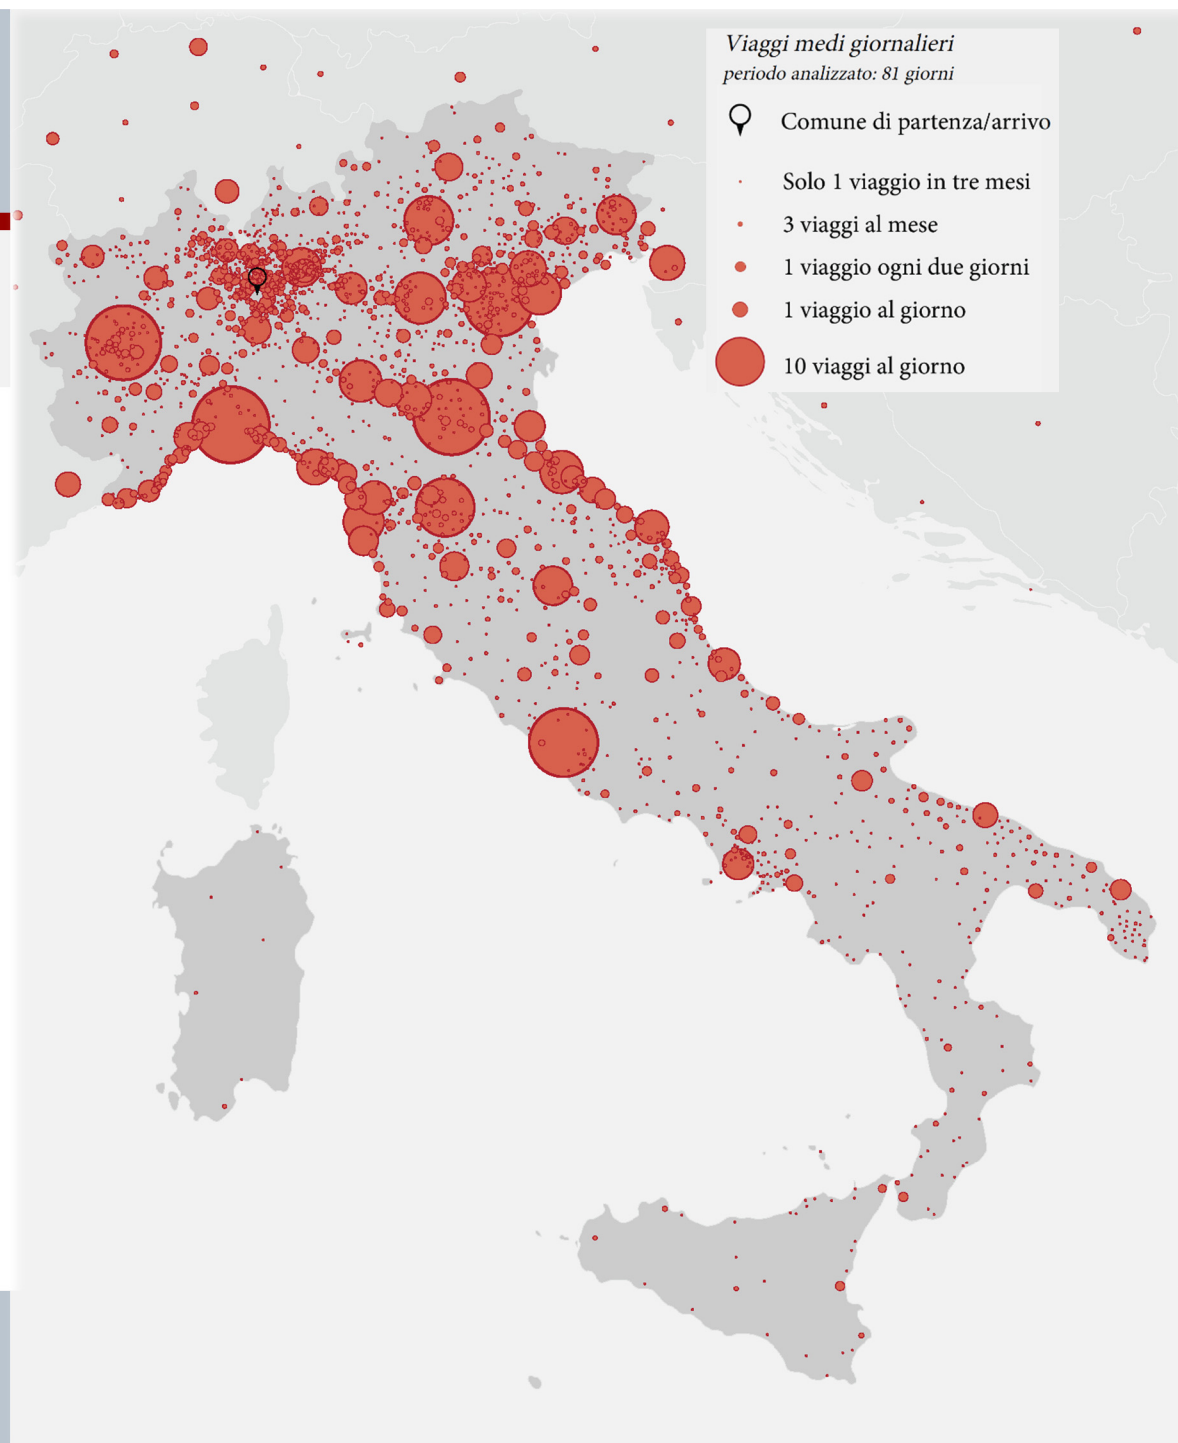 Viaggi medi giornalieri
periodo analizzato: 81 giorni
Comune di partenza/arrivo
Solo 1 viaggio in tre mesi
3 viaggi al mese
1 viaggio ogni due giorni
1 viaggio al giorno
10 viaggi al giorno